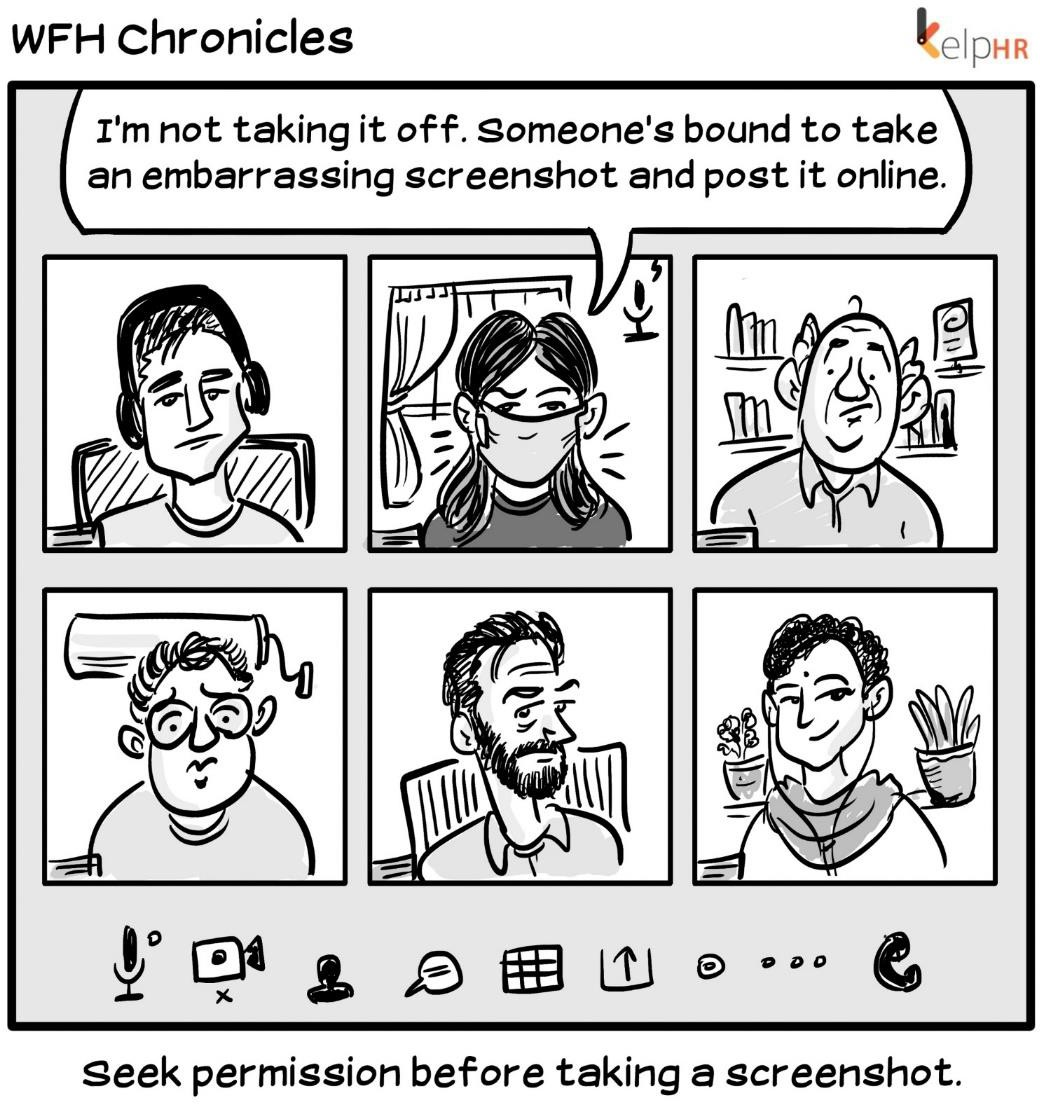 WFH Chronicles
KelpHR
I'm not taking it off. Someone's bound to take
an embarrassing screenshot and post it online.
Seek permission before taking a screenshot.